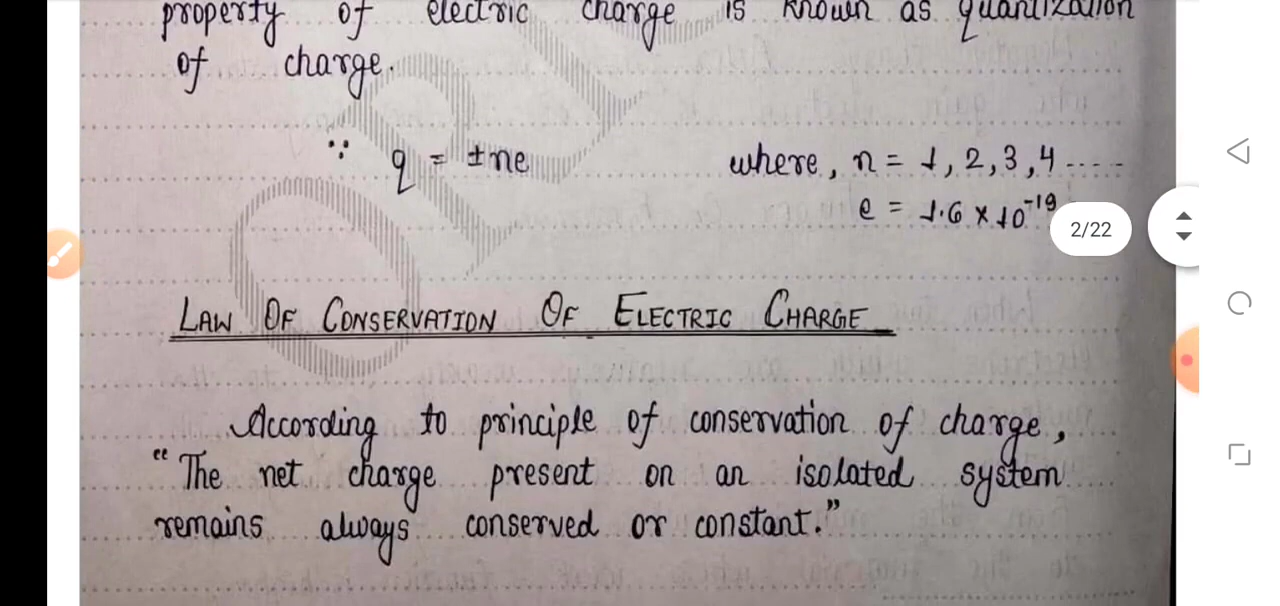 property of electric charge is known as quantization
of charge.
∵ q = ±ne where, n = 1, 2, 3, 4 -----
e = 1.6 × 10⁻¹⁹
2/22
LAW OF CONSERVATION OF ELECTRIC CHARGE
According to principle of conservation of charge,
"The net charge present on an isolated system
remains always conserved or constant."